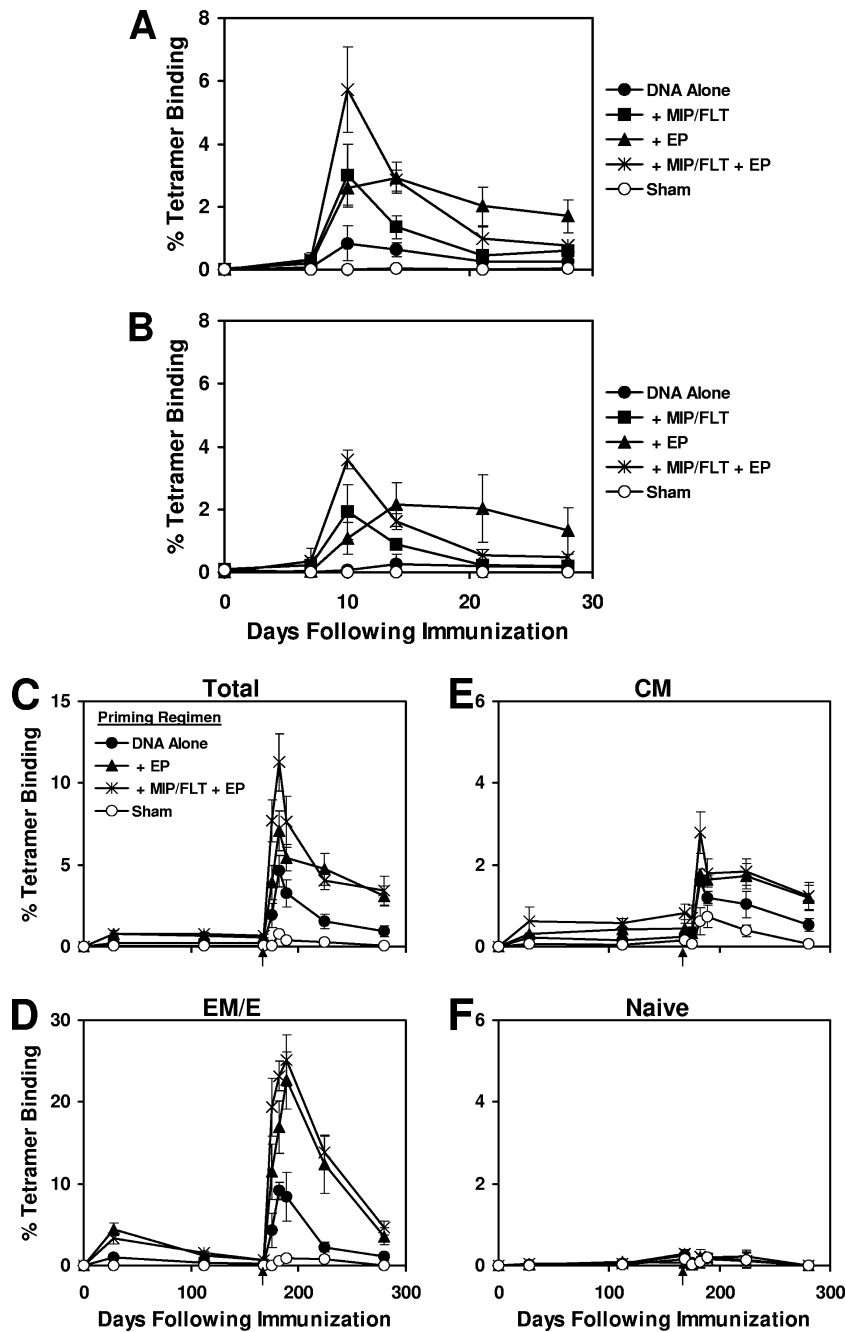 A
8
6
4
2
0
% Tetramer Binding
DNA Alone
+ MIP/FLT
+ EP
+ MIP/FLT + EP
Sham
B
8
6
4
2
0
% Tetramer Binding
DNA Alone
+ MIP/FLT
+ EP
+ MIP/FLT + EP
Sham
0 10 20 30
Days Following Immunization
C
Total
15
10
5
0
% Tetramer Binding
Priming Regimen
DNA Alone
+ EP
+ MIP/FLT + EP
Sham
E
CM
6
4
2
0
D
EM/E
30
20
10
0
% Tetramer Binding
0 100 200 300
Days Following Immunization
F
Naive
6
4
2
0
0 100 200 300
Days Following Immunization